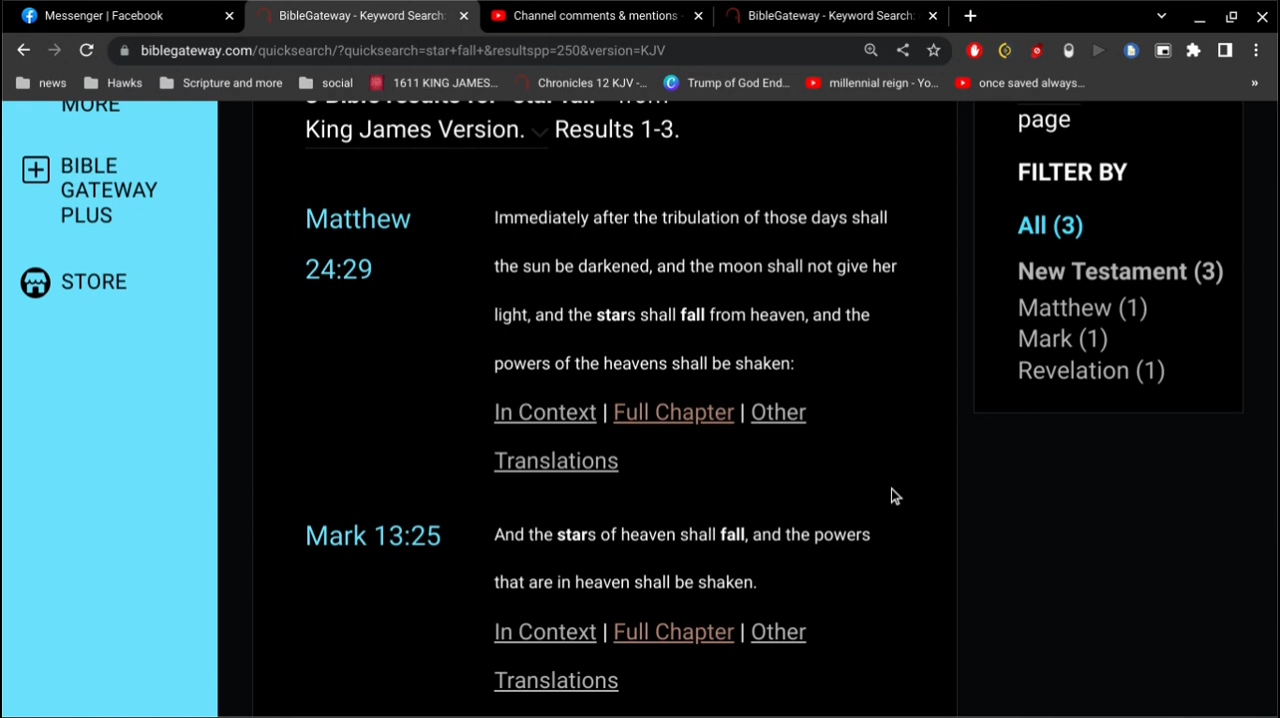 Messenger | Facebook
BibleGateway - Keyword Search:
Channel comments & mentions -
BibleGateway - Keyword Search:
biblegateway.com/quicksearch/?quicksearch=star+fall+&resultspp=250&version=KJV
news
Hawks
Scripture and more
social
1611 KING JAMES...
Chronicles 12 KJV -...
Trump of God End...
millennial reign - Yo...
once saved always...
»
MORE
BIBLE
GATEWAY
PLUS
STORE
King James Version. Results 1-3.
Matthew
24:29
Immediately after the tribulation of those days shall
the sun be darkened, and the moon shall not give her
light, and the stars shall fall from heaven, and the
powers of the heavens shall be shaken:
In Context | Full Chapter | Other
Translations
Mark 13:25
And the stars of heaven shall fall, and the powers
that are in heaven shall be shaken.
In Context | Full Chapter | Other
Translations
page
FILTER BY
All (3)
New Testament (3)
Matthew (1)
Mark (1)
Revelation (1)